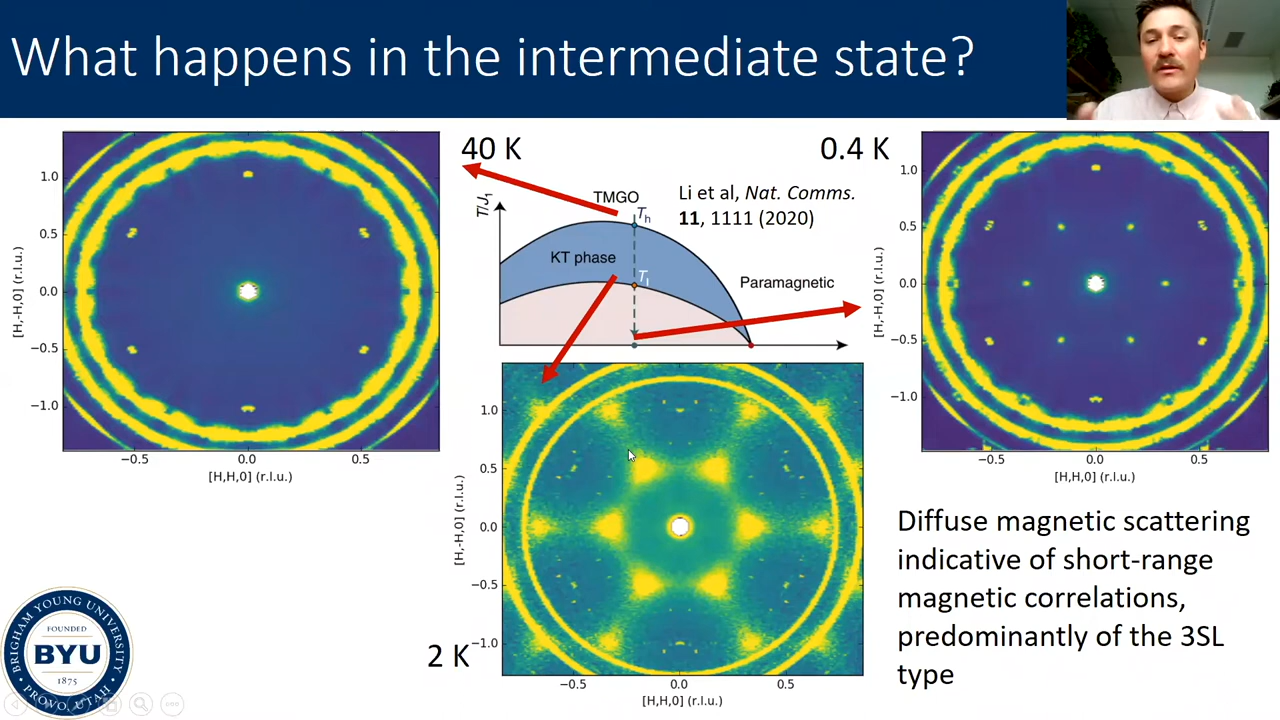 What happens in the intermediate state?
40 K
0.4 K
TMGO
Li et al, Nat. Comms.
11, 1111 (2020)
T/J₁
Tₕ
KT phase
Tₗ
Paramagnetic
1.0
0.5
0.0
−0.5
−1.0
[H,-H,0] (r.l.u.)
−0.5
0.0
0.5
[H,H,0] (r.l.u.)
1.0
0.5
0.0
−0.5
−1.0
[H,-H,0] (r.l.u.)
−0.5
0.0
0.5
[H,H,0] (r.l.u.)
1.0
0.5
0.0
−0.5
−1.0
[H,-H,0] (r.l.u.)
−0.5
0.0
0.5
[H,H,0] (r.l.u.)
2 K
Diffuse magnetic scattering
indicative of short-range
magnetic correlations,
predominantly of the 3SL
type
BRIGHAM YOUNG UNIVERSITY
FOUNDED
BYU
1875
PROVO, UTAH